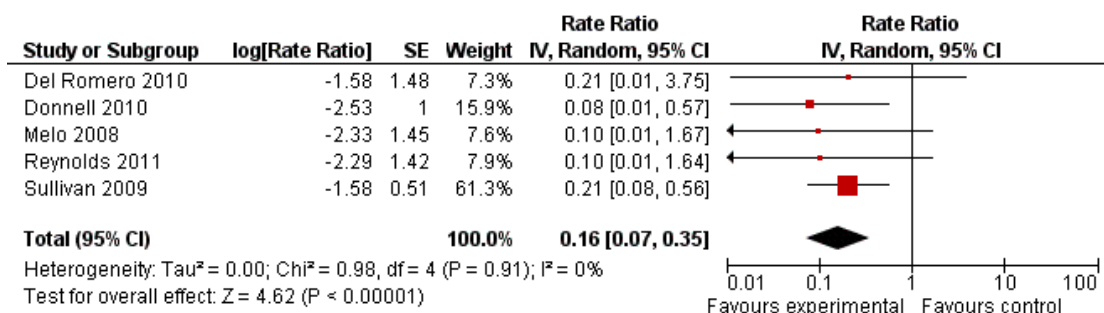 Rate Ratio Rate Ratio
Study or Subgroup log[Rate Ratio] SE Weight IV, Random, 95% CI IV, Random, 95% CI
Del Romero 2010 -1.58 1.48 7.3% 0.21 [0.01, 3.75]
Donnell 2010 -2.53 1 15.9% 0.08 [0.01, 0.57]
Melo 2008 -2.33 1.45 7.6% 0.10 [0.01, 1.67]
Reynolds 2011 -2.29 1.42 7.9% 0.10 [0.01, 1.64]
Sullivan 2009 -1.58 0.51 61.3% 0.21 [0.08, 0.56]
Total (95% CI) 100.0% 0.16 [0.07, 0.35]
Heterogeneity: Tau² = 0.00; Chi² = 0.98, df = 4 (P = 0.91); I² = 0%
Test for overall effect: Z = 4.62 (P < 0.00001)
0.01 0.1 1 10 100
Favours experimental Favours control